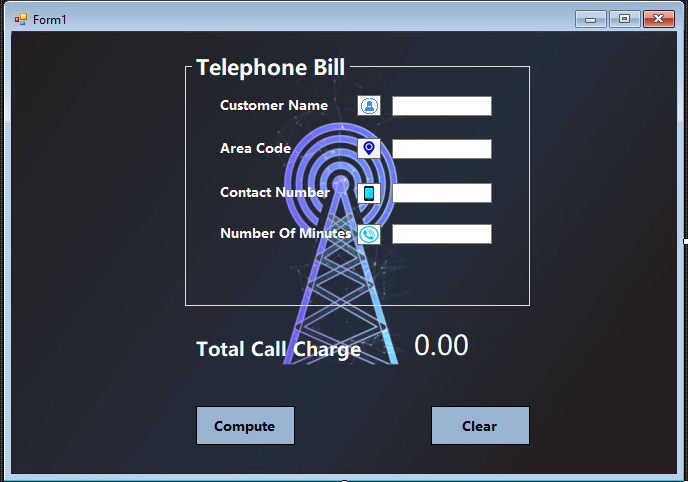 Form1
Telephone Bill
Customer Name
Area Code
Contact Number
Number Of Minutes
Total Call Charge 0.00
Compute Clear